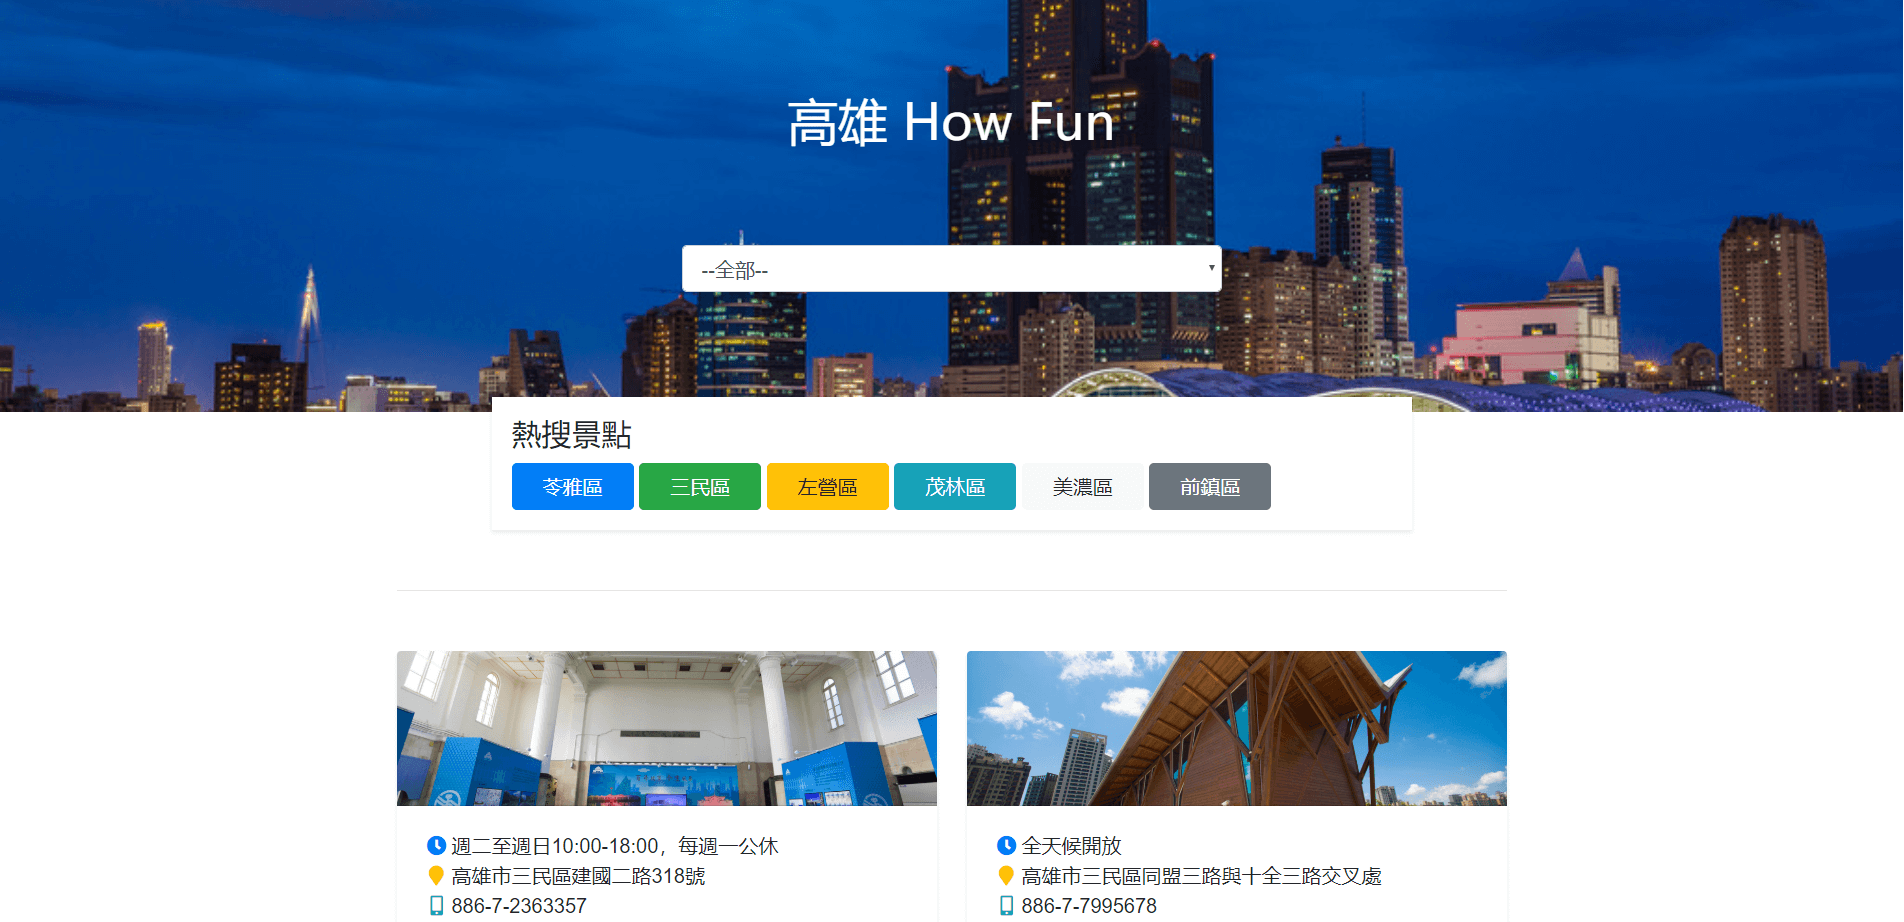 高雄 How Fun
--全部--
熱搜景點
苓雅區 三民區 左營區 茂林區 美濃區 前鎮區
週二至週日10:00-18:00，每週一公休
高雄市三民區建國二路318號
886-7-2363357
全天候開放
高雄市三民區同盟三路與十全三路交叉處
886-7-7995678